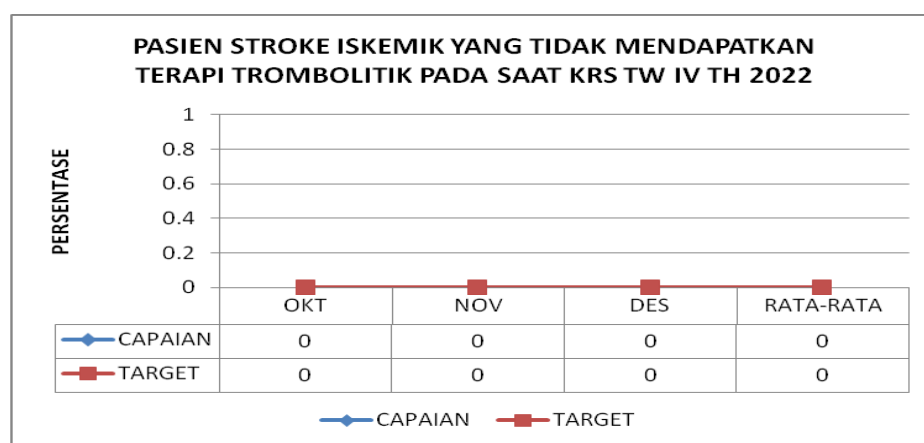 PASIEN STROKE ISKEMIK YANG TIDAK MENDAPATKAN
TERAPI TROMBOLITIK PADA SAAT KRS TW IV TH 2022
PERSENTASE
1
0.8
0.6
0.4
0.2
0
OKT NOV DES RATA-RATA
CAPAIAN 0 0 0 0
TARGET 0 0 0 0
CAPAIAN TARGET